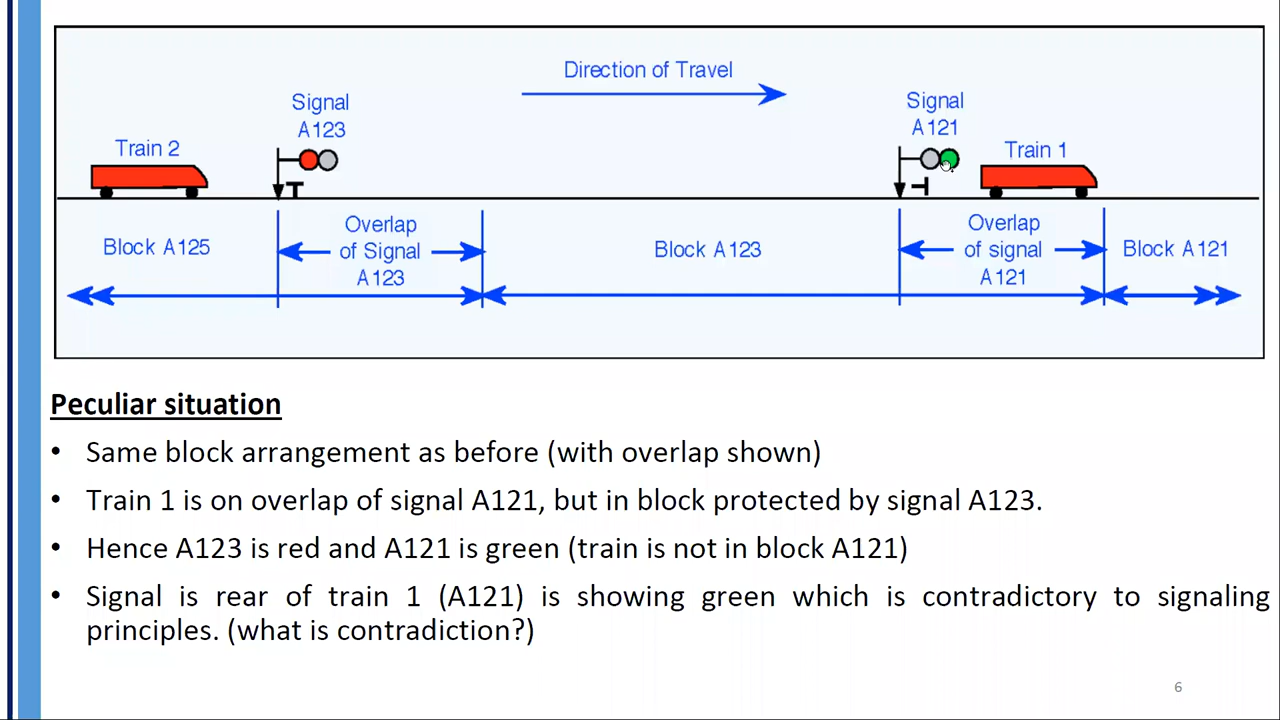 Direction of Travel
Signal
A123
Signal
A121
Train 2
Train 1
Block A125
Overlap
of Signal
A123
Block A123
Overlap
of signal
A121
Block A121
Peculiar situation
• Same block arrangement as before (with overlap shown)
• Train 1 is on overlap of signal A121, but in block protected by signal A123.
• Hence A123 is red and A121 is green (train is not in block A121)
• Signal is rear of train 1 (A121) is showing green which is contradictory to signaling
principles. (what is contradiction?)
6